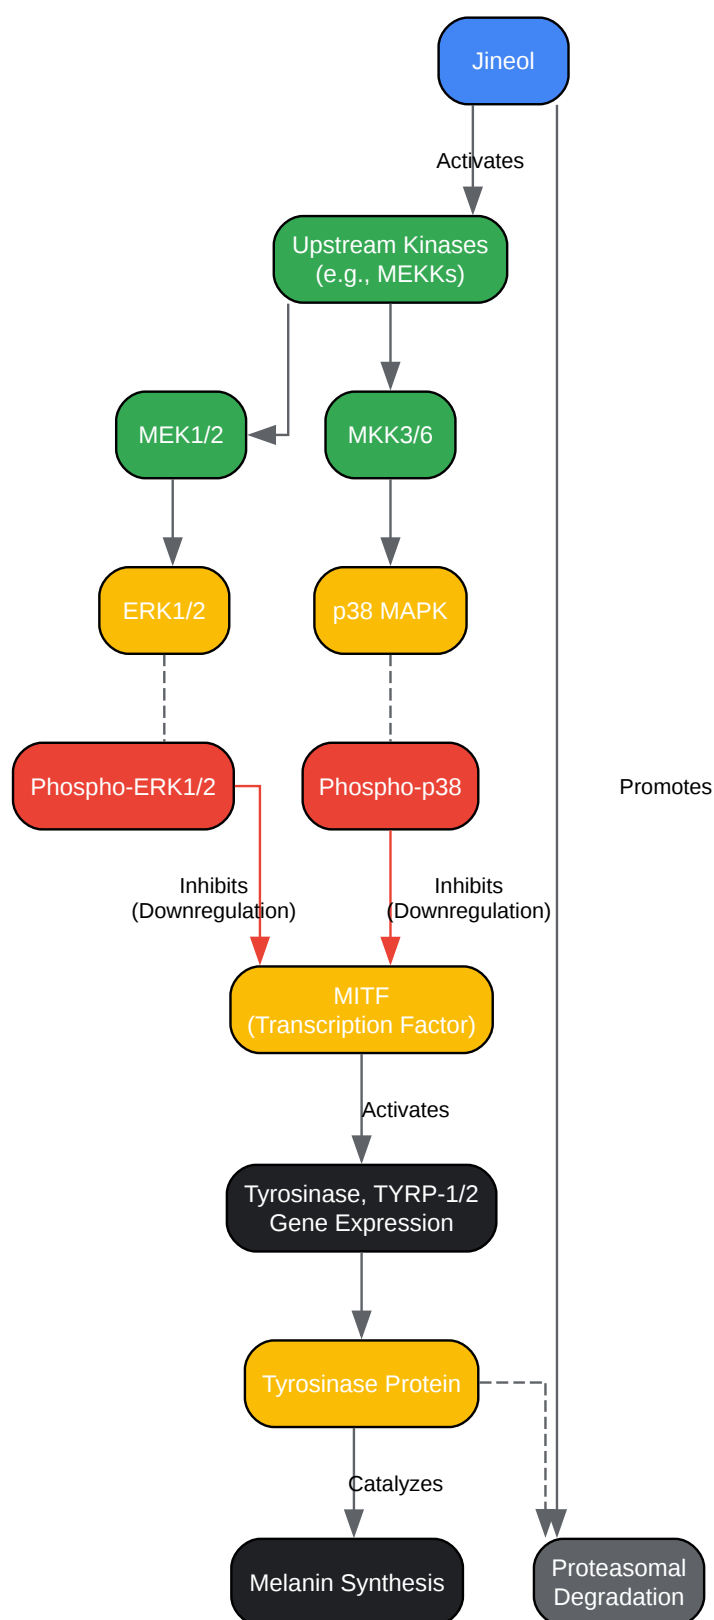 Jineol
Activates
Upstream Kinases
(e.g., MEKKs)
MEK1/2
MKK3/6
ERK1/2
p38 MAPK
Phospho-ERK1/2
Phospho-p38
Promotes
Inhibits
(Downregulation)
Inhibits
(Downregulation)
MITF
(Transcription Factor)
Activates
Tyrosinase, TYRP-1/2
Gene Expression
Tyrosinase Protein
Catalyzes
Melanin Synthesis
Proteasomal
Degradation